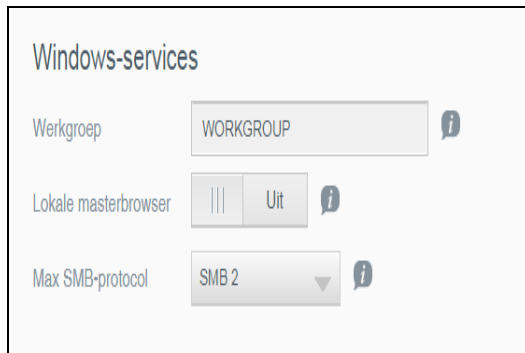 Windows-services
Werkgroep WORKGROUP
Lokale masterbrowser Uit
Max SMB-protocol SMB 2